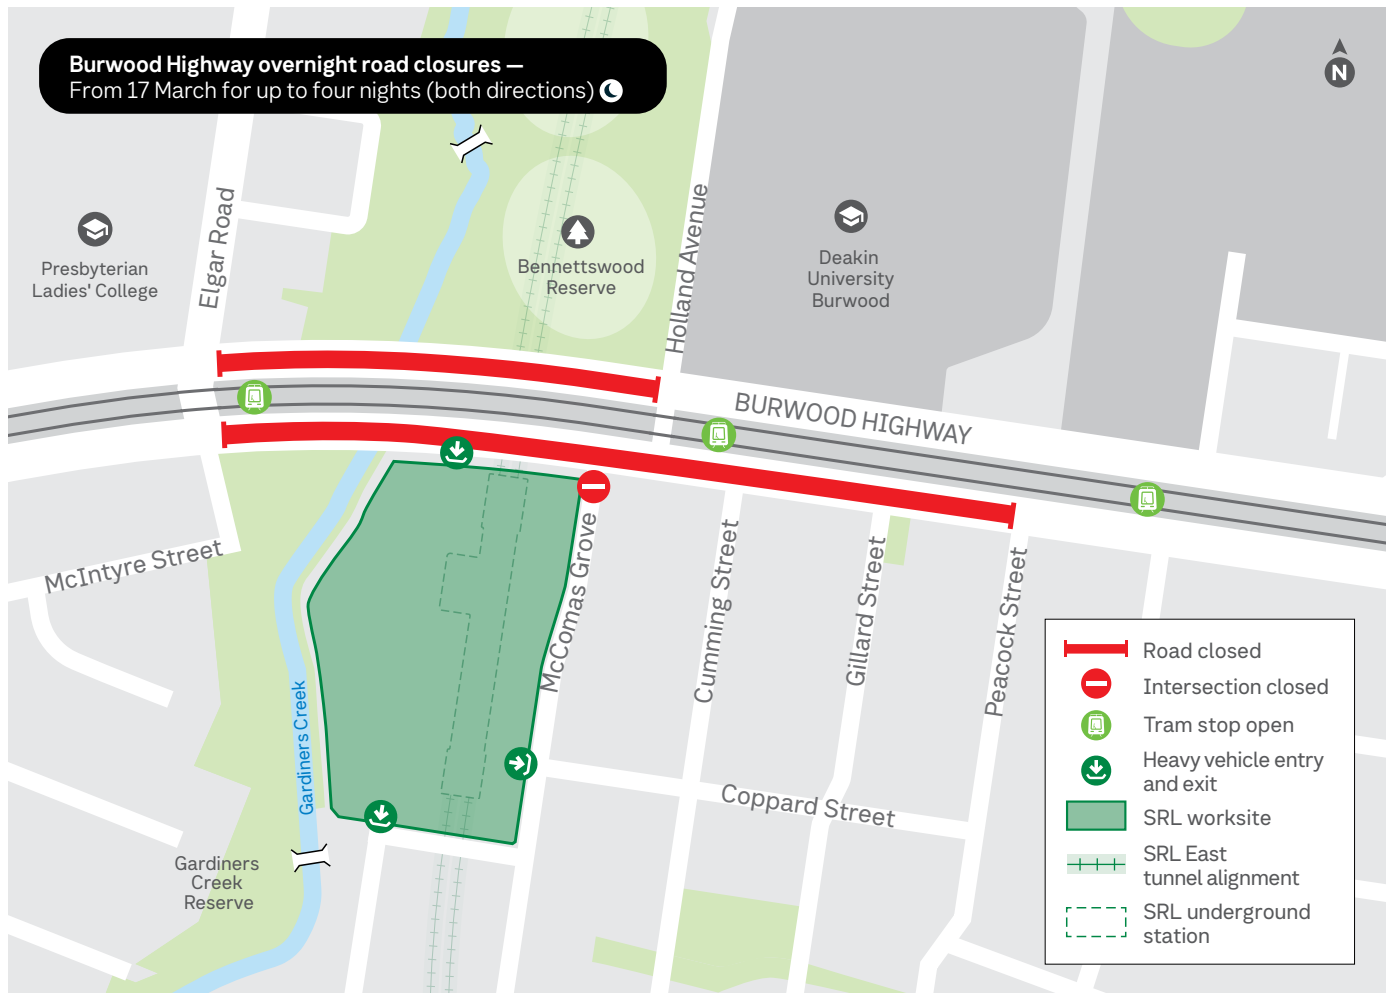 Burwood Highway overnight road closures —
From 17 March for up to four nights (both directions)
N
Presbyterian
Ladies' College
Elgar Road
Bennettswood
Reserve
Holland Avenue
Deakin
University
Burwood
BURWOOD HIGHWAY
McIntyre Street
McComas Grove
Cumming Street
Gillard Street
Peacock Street
Gardiners Creek
Coppard Street
Gardiners
Creek
Reserve
Road closed
Intersection closed
Tram stop open
Heavy vehicle entry
and exit
SRL worksite
SRL East
tunnel alignment
SRL underground
station